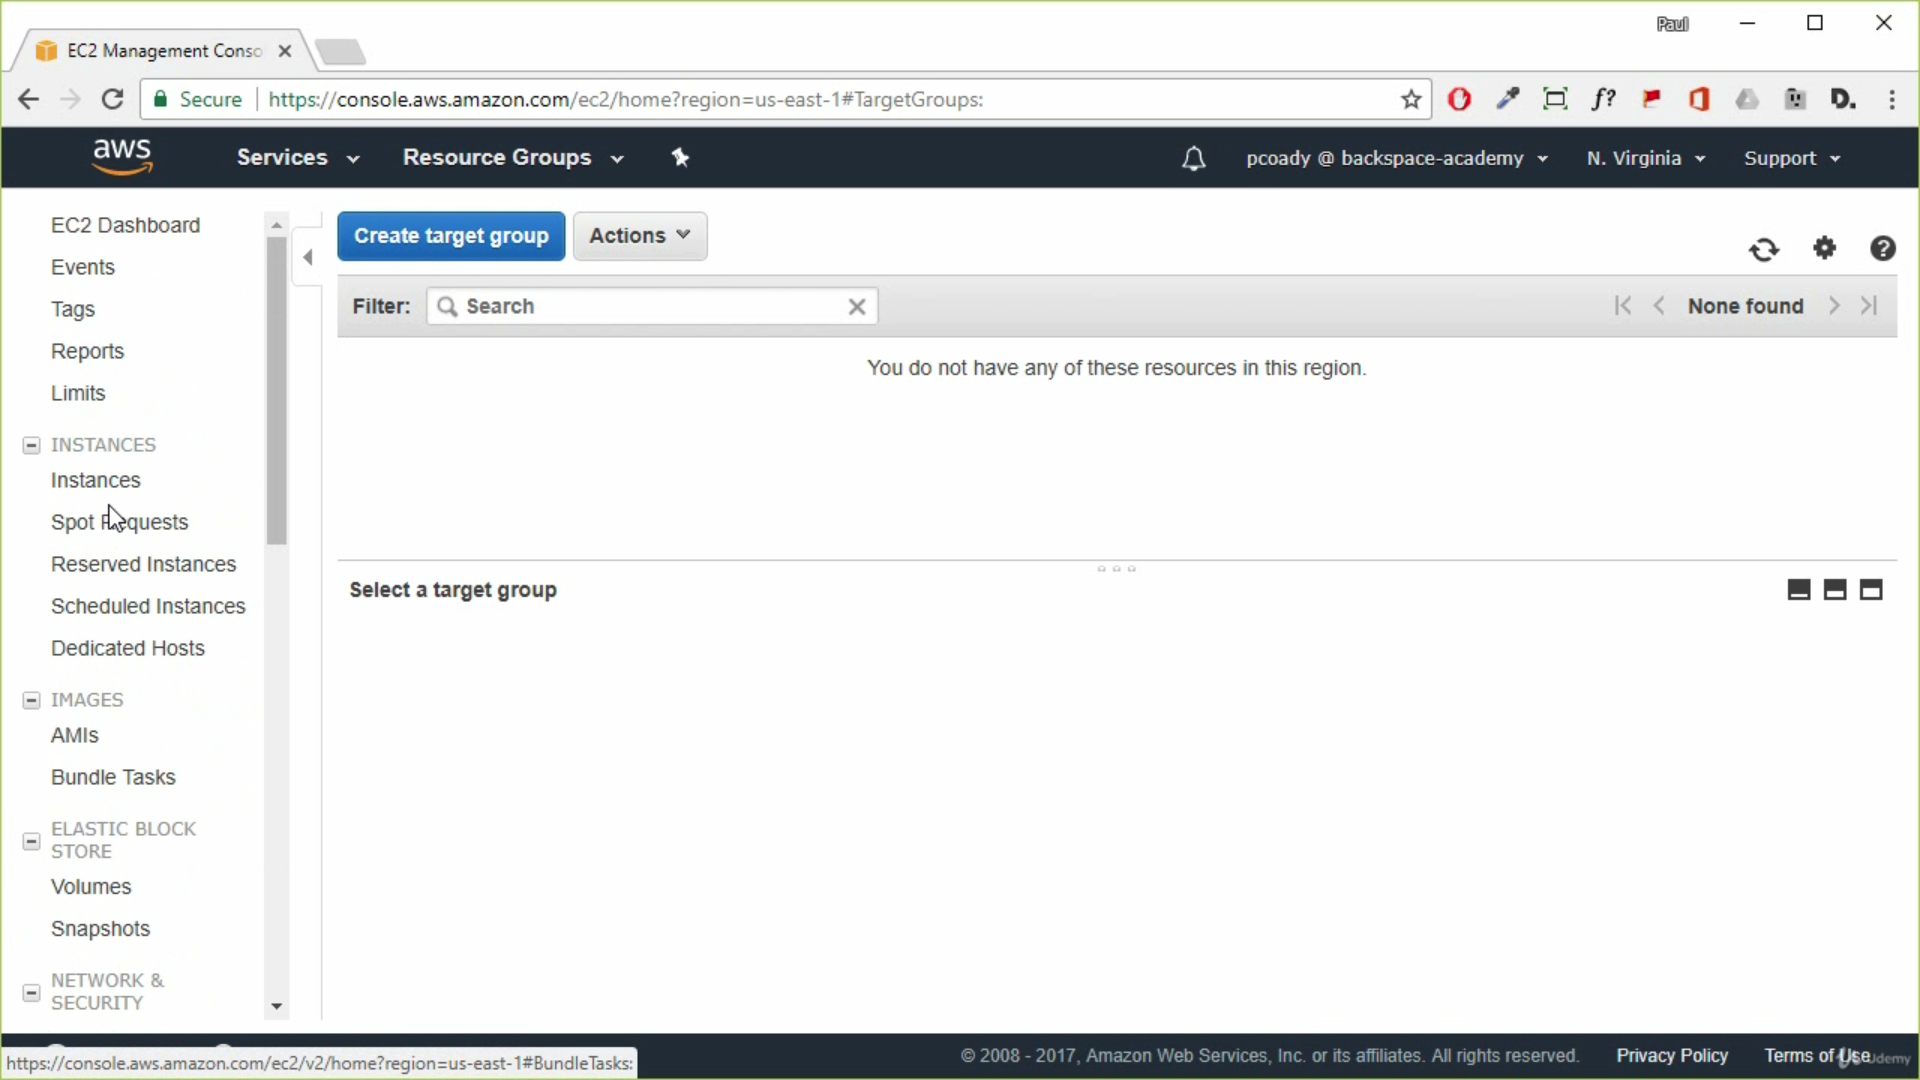 Paul
EC2 Management Conso
Secure
https://console.aws.amazon.com/ec2/home?region=us-east-1#TargetGroups:
f?
D.
aws
Services
Resource Groups
pcoady @ backspace-academy
N. Virginia
Support
EC2 Dashboard
Events
Tags
Reports
Limits
INSTANCES
Instances
Spot Requests
Reserved Instances
Scheduled Instances
Dedicated Hosts
IMAGES
AMIs
Bundle Tasks
ELASTIC BLOCK
STORE
Volumes
Snapshots
NETWORK &
SECURITY
Create target group
Actions
Filter:
Search
None found
You do not have any of these resources in this region.
Select a target group
https://console.aws.amazon.com/ec2/v2/home?region=us-east-1#BundleTasks:
© 2008 - 2017, Amazon Web Services, Inc. or its affiliates. All rights reserved.
Privacy Policy
Terms of Use
Udemy